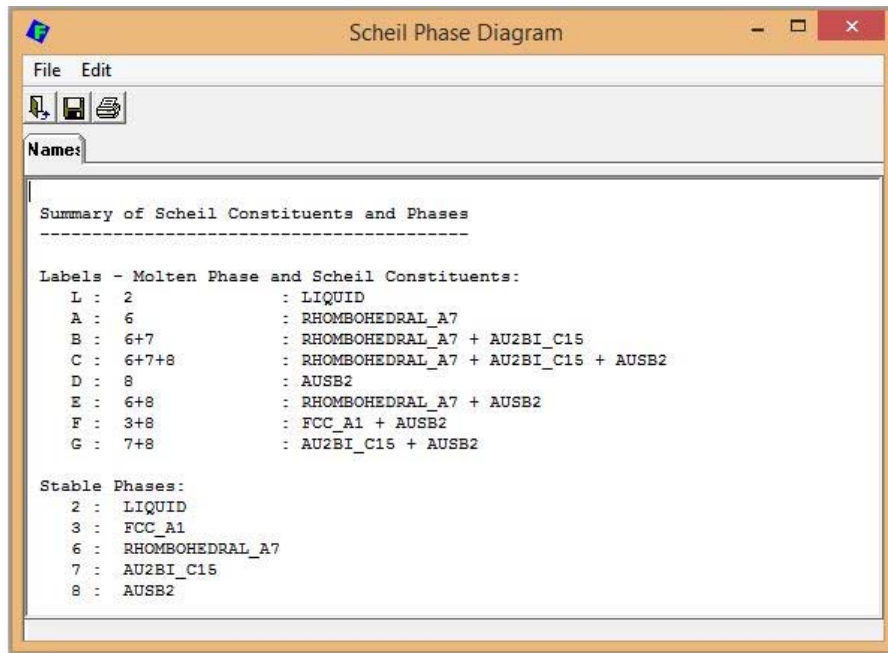 Scheil Phase Diagram
File Edit
Names
Summary of Scheil Constituents and Phases
-----------------------------------------
Labels - Molten Phase and Scheil Constituents:
L : 2 : LIQUID
A : 6 : RHOMBOHEDRAL_A7
B : 6+7 : RHOMBOHEDRAL_A7 + AU2BI_C15
C : 6+7+8 : RHOMBOHEDRAL_A7 + AU2BI_C15 + AUSB2
D : 8 : AUSB2
E : 6+8 : RHOMBOHEDRAL_A7 + AUSB2
F : 3+8 : FCC_A1 + AUSB2
G : 7+8 : AU2BI_C15 + AUSB2
Stable Phases:
2 : LIQUID
3 : FCC_A1
6 : RHOMBOHEDRAL_A7
7 : AU2BI_C15
8 : AUSB2